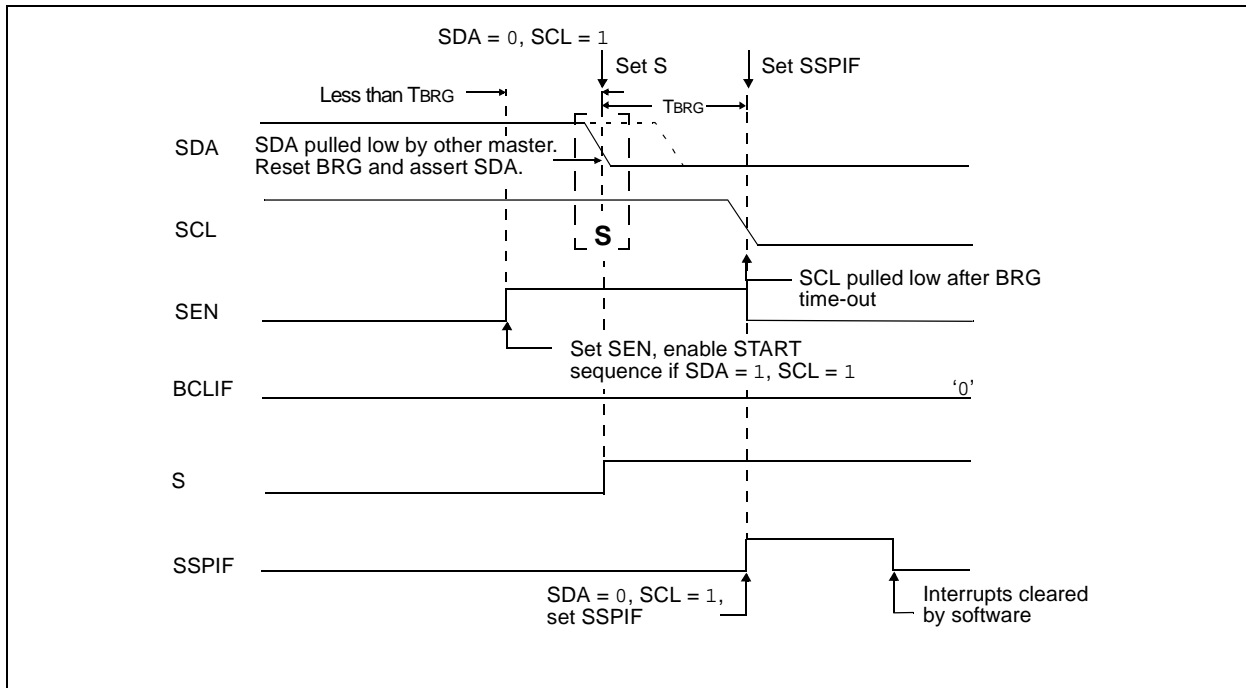 SDA = 0, SCL = 1
Set S
Set SSPIF
Less than TBRG
TBRG
SDA
SDA pulled low by other master.
Reset BRG and assert SDA.
SCL
S
SCL pulled low after BRG
time-out
SEN
Set SEN, enable START
sequence if SDA = 1, SCL = 1
BCLIF
‘0’
S
SSPIF
SDA = 0, SCL = 1,
set SSPIF
Interrupts cleared
by software